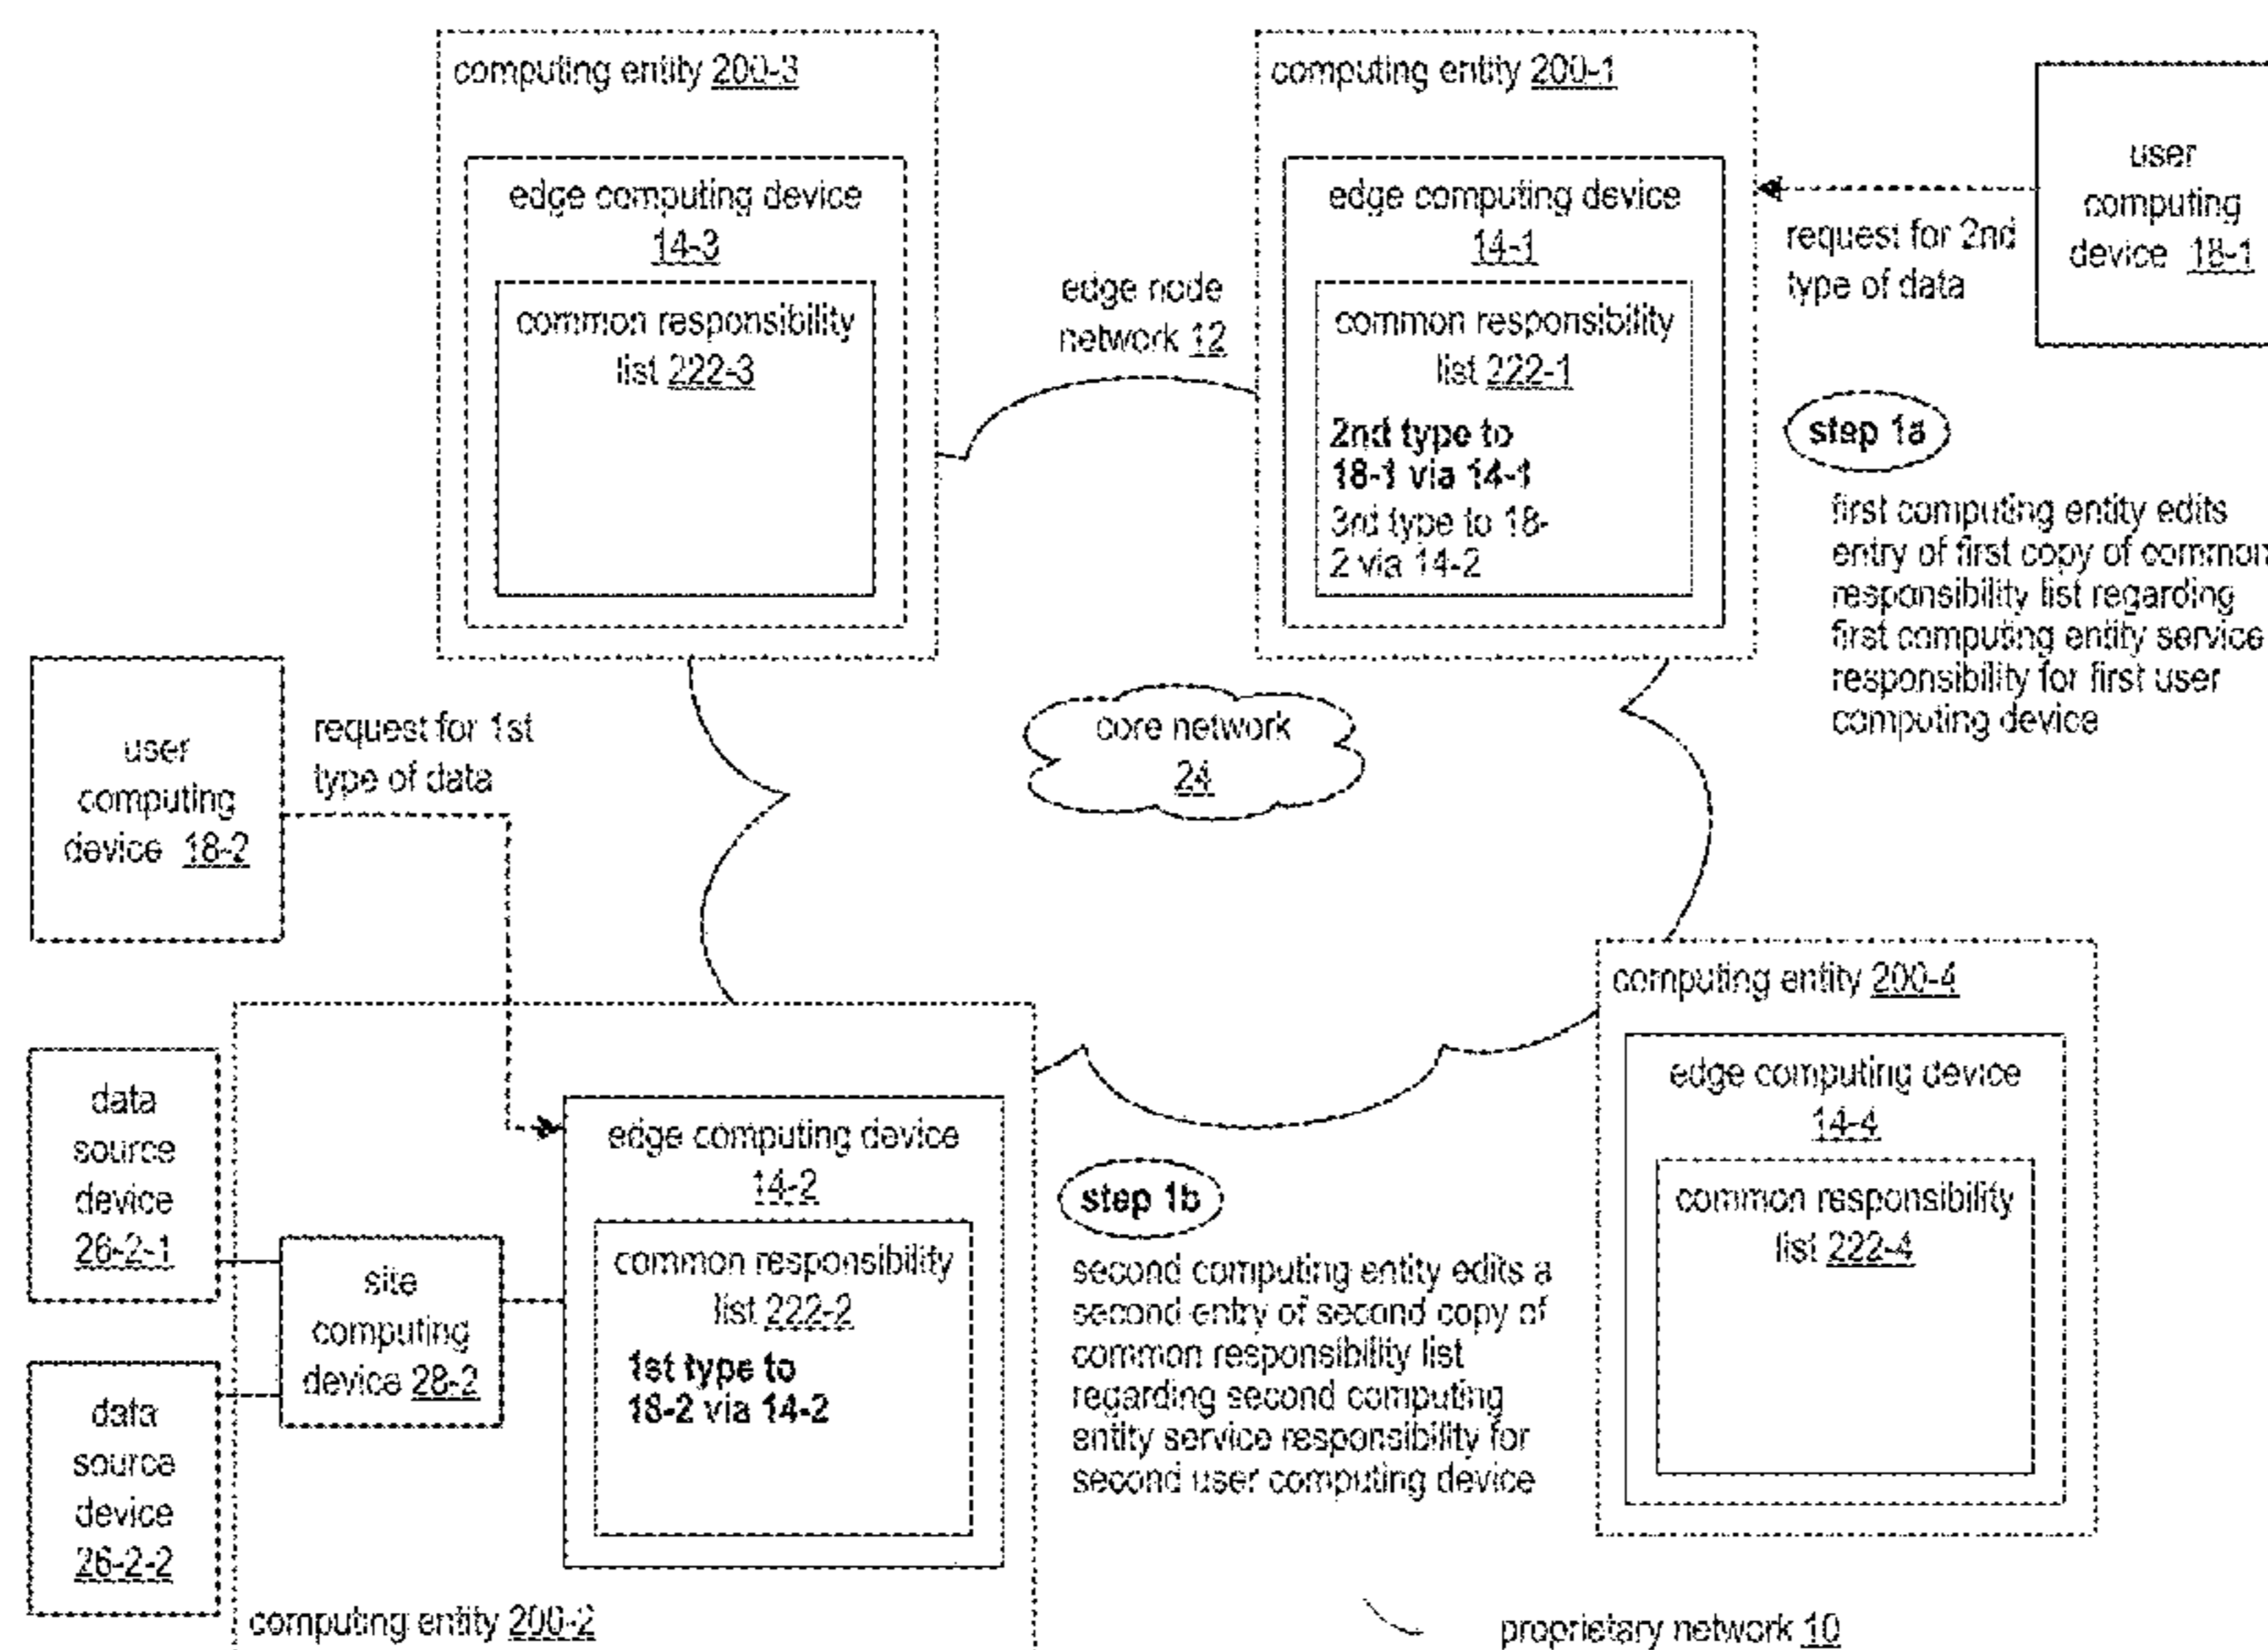 computing entity 200-3
edge computing device
14-3
common responsibility
list 222-3
edge node
network 12
computing entity 200-1
edge computing device
14-1
common responsibility
list 222-1
2nd type to
18-1 via 14-1
3rd type to 18-
2 via 14-2
request for 2nd
type of data
user
computing
device 18-1
step 1a
first computing entity edits
entry of first copy of common
responsibility list regarding
first computing entity service
responsibility for first user
computing device
user
computing
device 18-2
request for 1st
type of data
core network
24
data
source
device
26-2-1
data
source
device
26-2-2
site
computing
device 28-2
edge computing device
14-2
common responsibility
list 222-2
1st type to
18-2 via 14-2
computing entity 200-2
step 1b
second computing entity edits a
second entry of second copy of
common responsibility list
regarding second computing
entity service responsibility for
second user computing device
computing entity 200-4
edge computing device
14-4
common responsibility
list 222-4
proprietary network 10